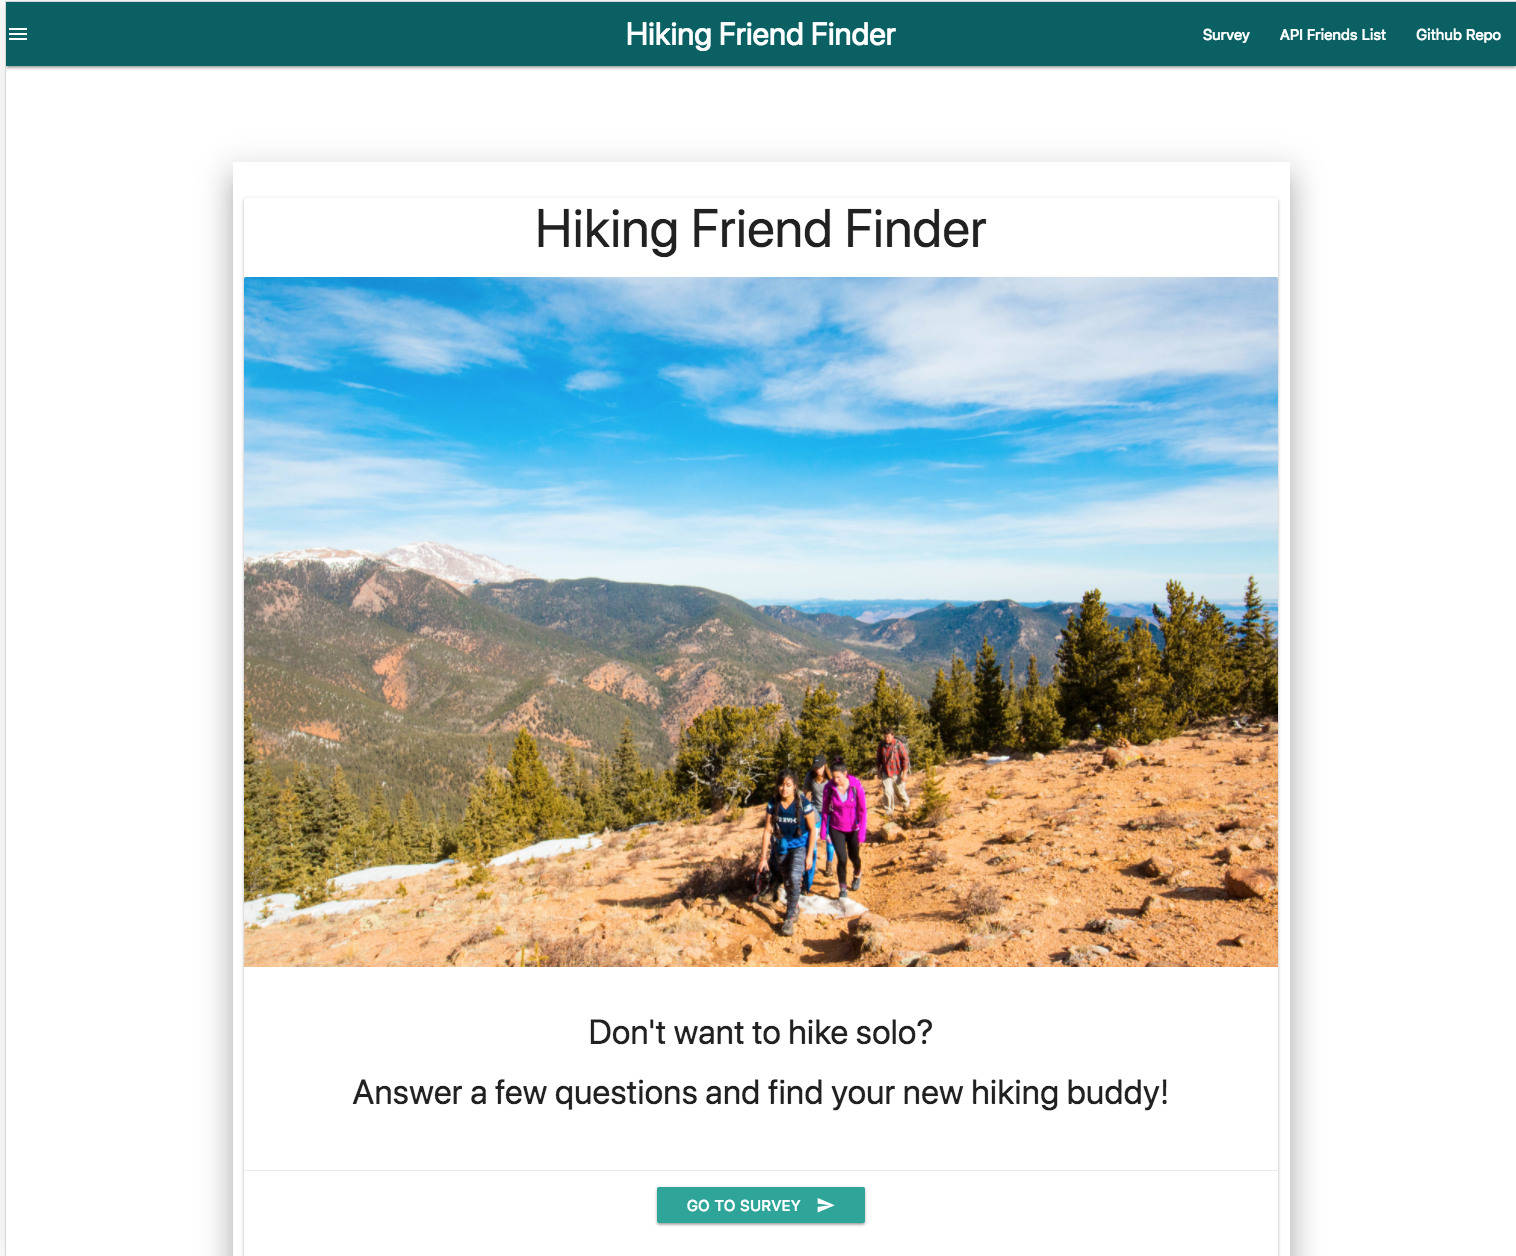 Hiking Friend Finder
Survey
API Friends List
Github Repo
Hiking Friend Finder
Don't want to hike solo?
Answer a few questions and find your new hiking buddy!
GO TO SURVEY